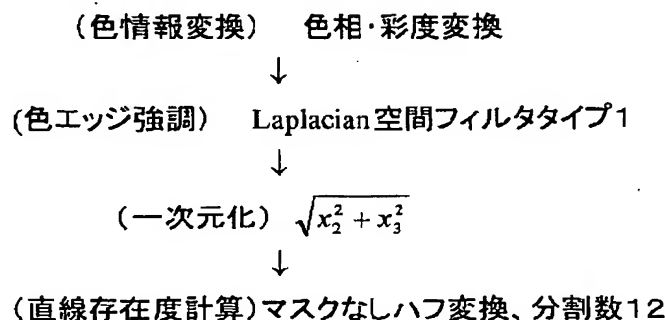 (色情報変換) 色相·彩度変換
↓
(色エッジ強調) Laplacian空間フィルタタイプ1
↓
(一次元化) $\sqrt{x_2^2 + x_3^2}$
↓
(直線存在度計算)マスクなしハフ変換、分割数12